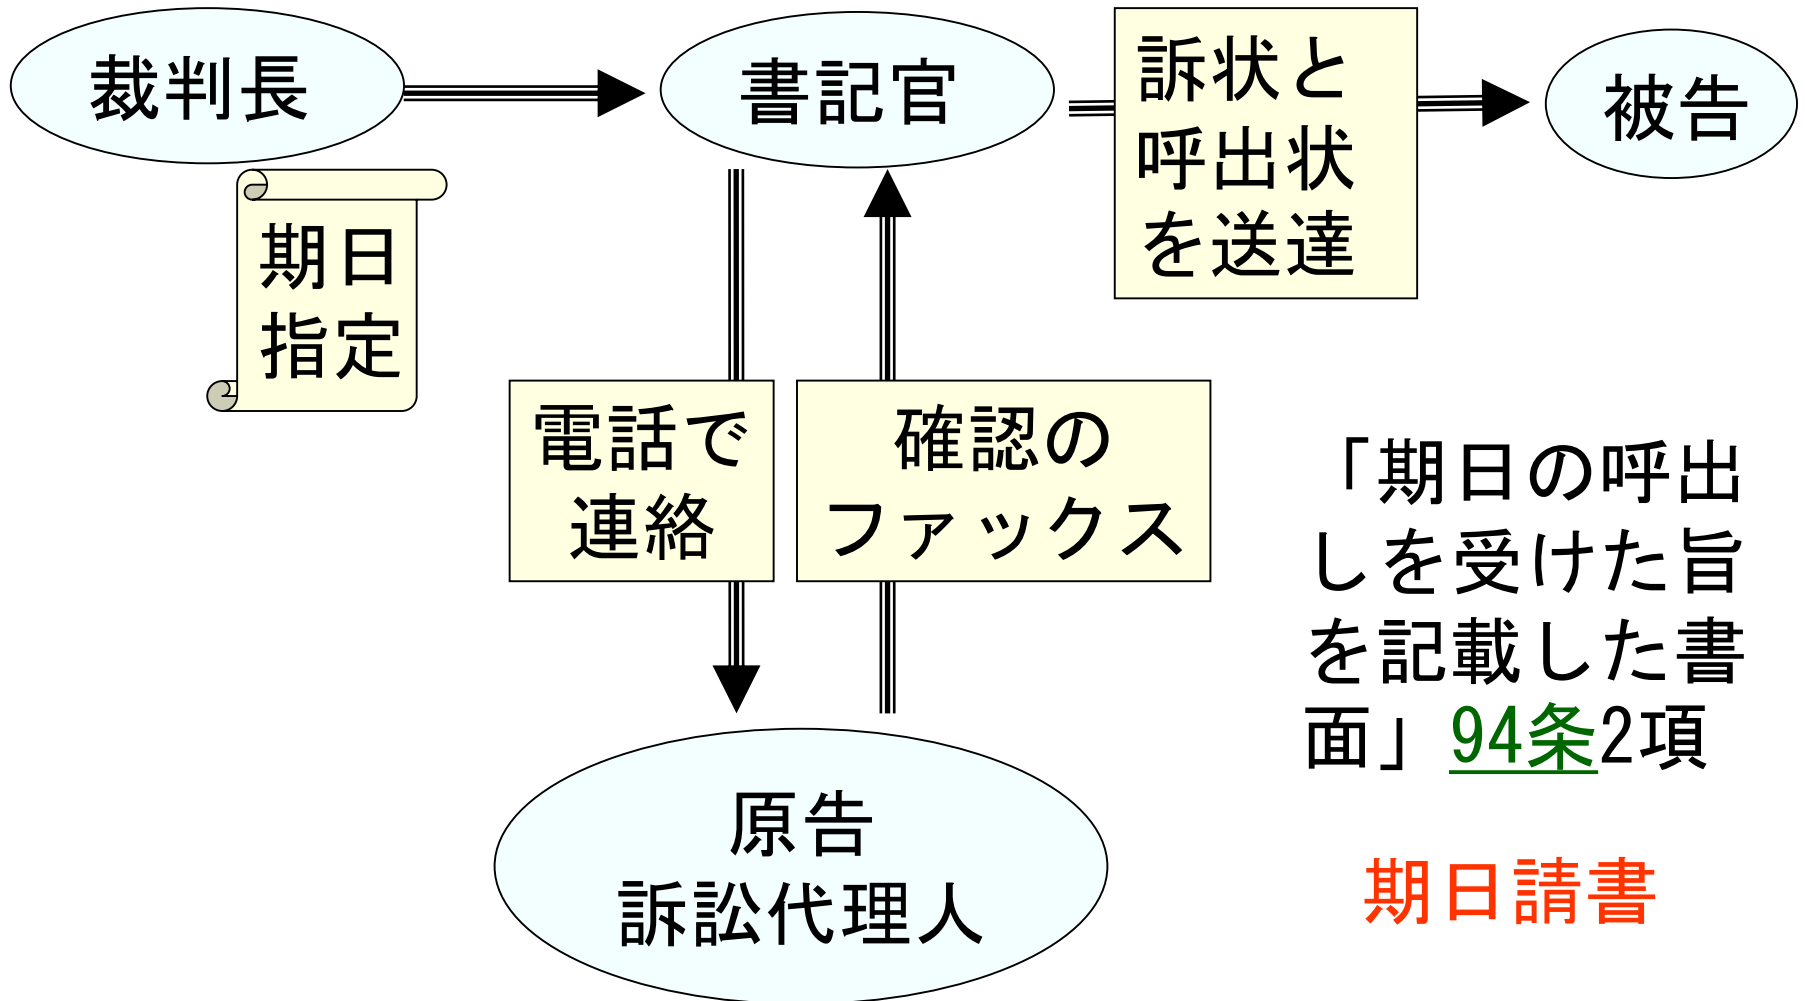 裁判長
書記官
訴状と
呼出状
を送達
被告
期日
指定
電話で
連絡
確認の
ファックス
「期日の呼出
しを受けた旨
を記載した書
面」94条2項
原告
訴訟代理人
期日請書